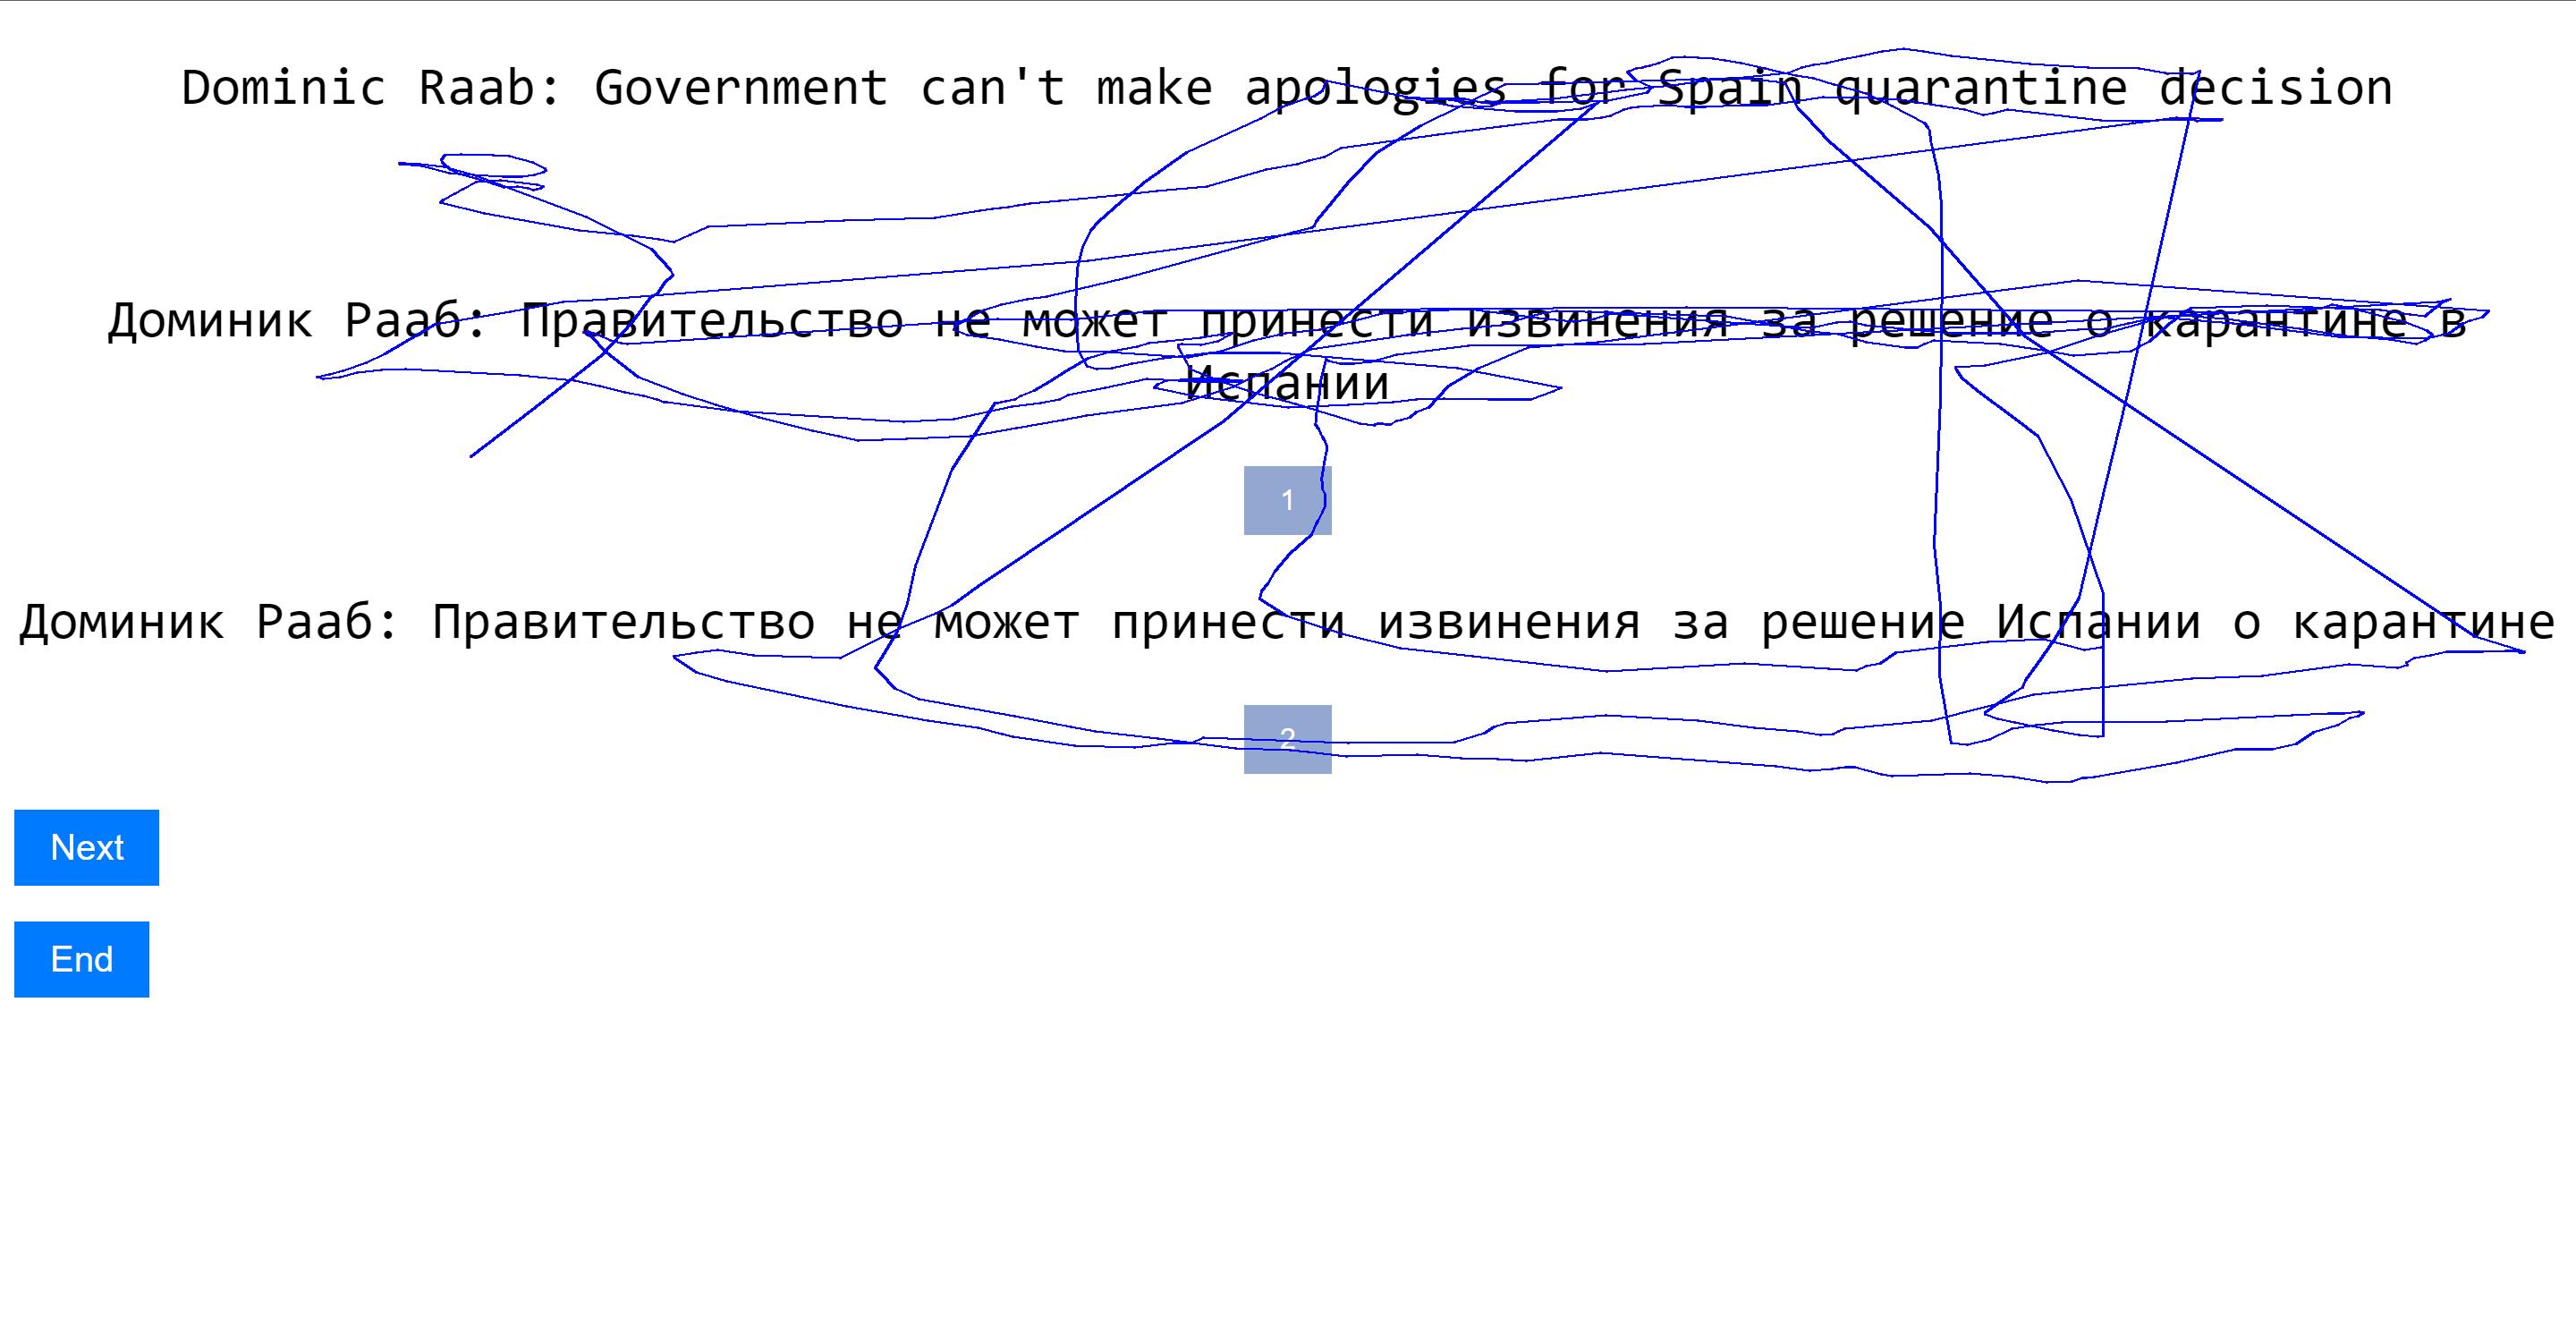 Dominic Raab: Government can't make apologies for Spain quarantine decision
Доминик Рааб: Правительство не может принести извинения за решение о карантине в
Испании
1
Доминик Рааб: Правительство не может принести извинения за решение Испании о карантине
2
Next
End